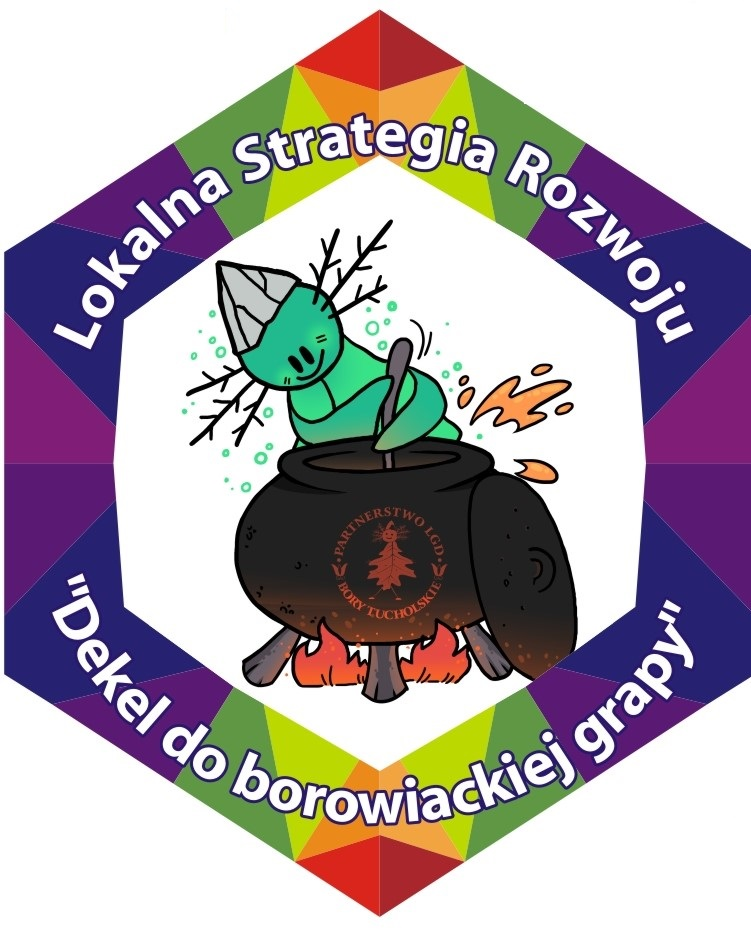 Lokalna Strategia Rozwoju
PARTNERSTWO LGD
BORY TUCHOLSKIE
"Dekel do borowiackiej grapy"